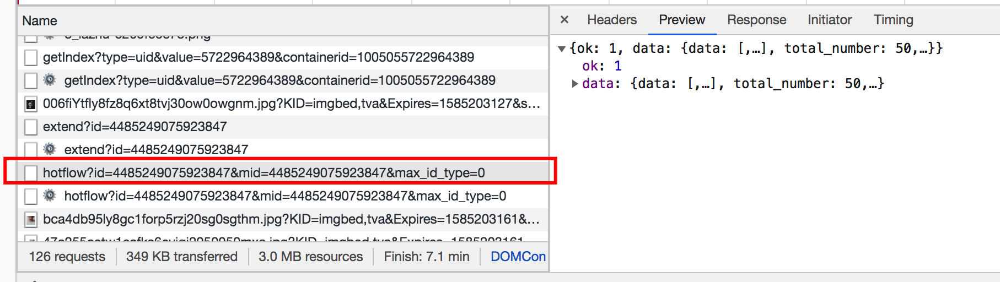 Name
getIndex?type=uid&value=5722964389&containerid=1005055722964389
getIndex?type=uid&value=5722964389&containerid=1005055722964389
006fiYtfly8fz8q6xt8tvj30ow0owgnm.jpg?KID=imgbed,tva&Expires=1585203127&s…
extend?id=4485249075923847
extend?id=4485249075923847
hotflow?id=4485249075923847&mid=4485249075923847&max_id_type=0
hotflow?id=4485249075923847&mid=4485249075923847&max_id_type=0
bca4db95ly8gc1forp5rzj20sg0sgthm.jpg?KID=imgbed,tva&Expires=1585203161&…
126 requests 349 KB transferred 3.0 MB resources Finish: 7.1 min DOMCon
× Headers Preview Response Initiator Timing
▼{ok: 1, data: {data: [,…], total_number: 50,…}}
ok: 1
▶data: {data: [,…], total_number: 50,…}